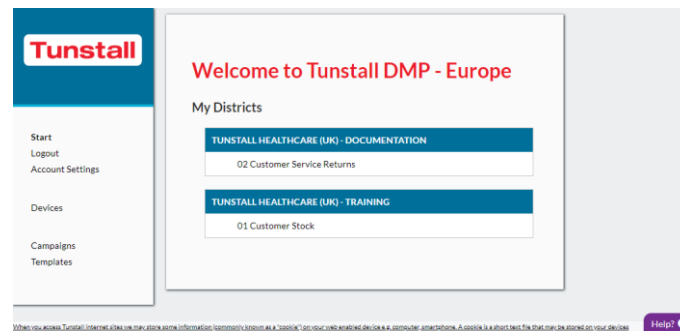 Tunstall
Welcome to Tunstall DMP - Europe
My Districts
TUNSTALL HEALTHCARE (UK) - DOCUMENTATION
02 Customer Service Returns
TUNSTALL HEALTHCARE (UK) - TRAINING
01 Customer Stock
Start
Logout
Account Settings
Devices
Campaigns
Templates
When you access Tunstall internet sites we may store some information (commonly known as a "cookie") on your web enabled device e.g. computer, smartphone. A cookie is a short text file that may be stored on your devices
Help?